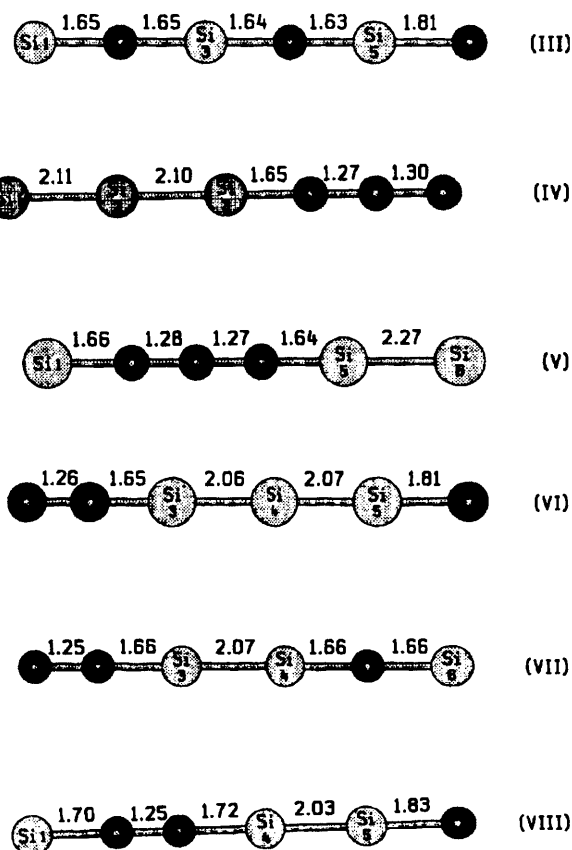 1.65 1.65 1.64 1.63 1.81
Si1 Si3 Si5 (III)
2.11 2.10 1.65 1.27 1.30
Si Si Si (IV)
1.66 1.28 1.27 1.64 2.27
Si1 Si5 Si6 (V)
1.26 1.65 2.06 2.07 1.81
Si3 Si4 Si5 (VI)
1.25 1.66 2.07 1.66 1.66
Si3 Si4 Si6 (VII)
1.70 1.25 1.72 2.03 1.83
Si1 Si4 Si5 (VIII)